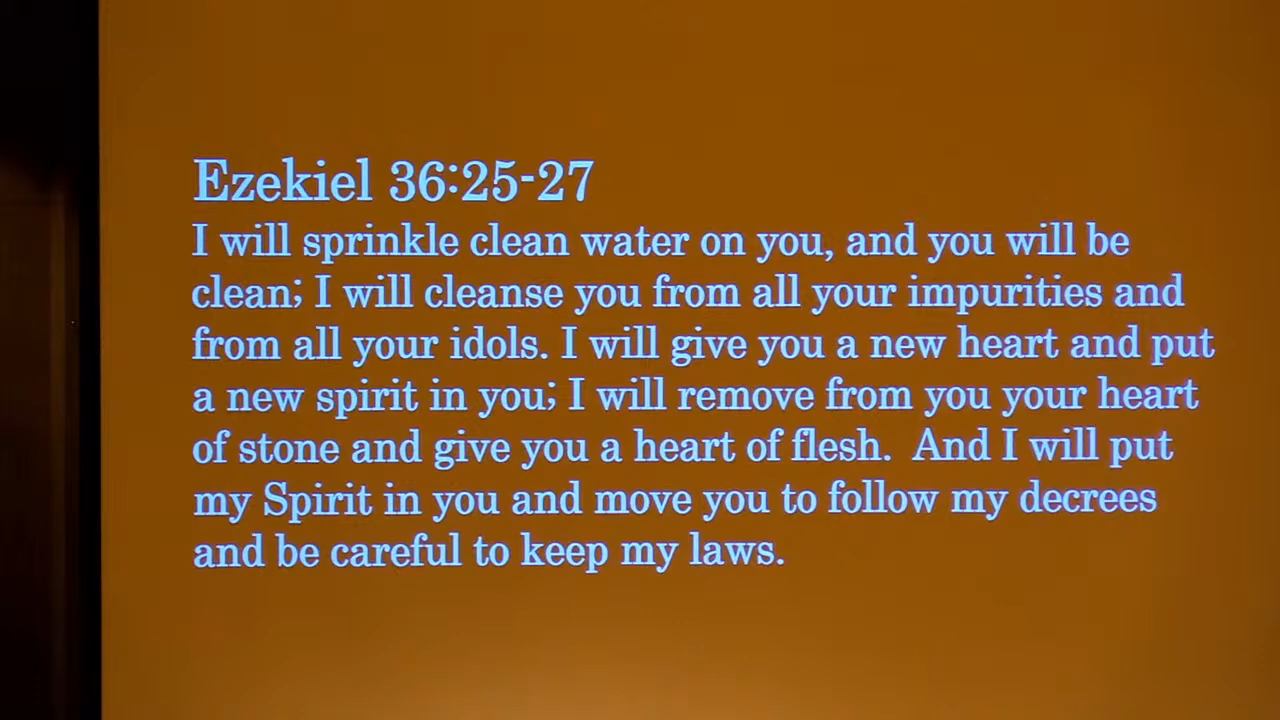 Ezekiel 36:25-27
I will sprinkle clean water on you, and you will be
clean; I will cleanse you from all your impurities and
from all your idols. I will give you a new heart and put
a new spirit in you; I will remove from you your heart
of stone and give you a heart of flesh.  And I will put
my Spirit in you and move you to follow my decrees
and be careful to keep my laws.